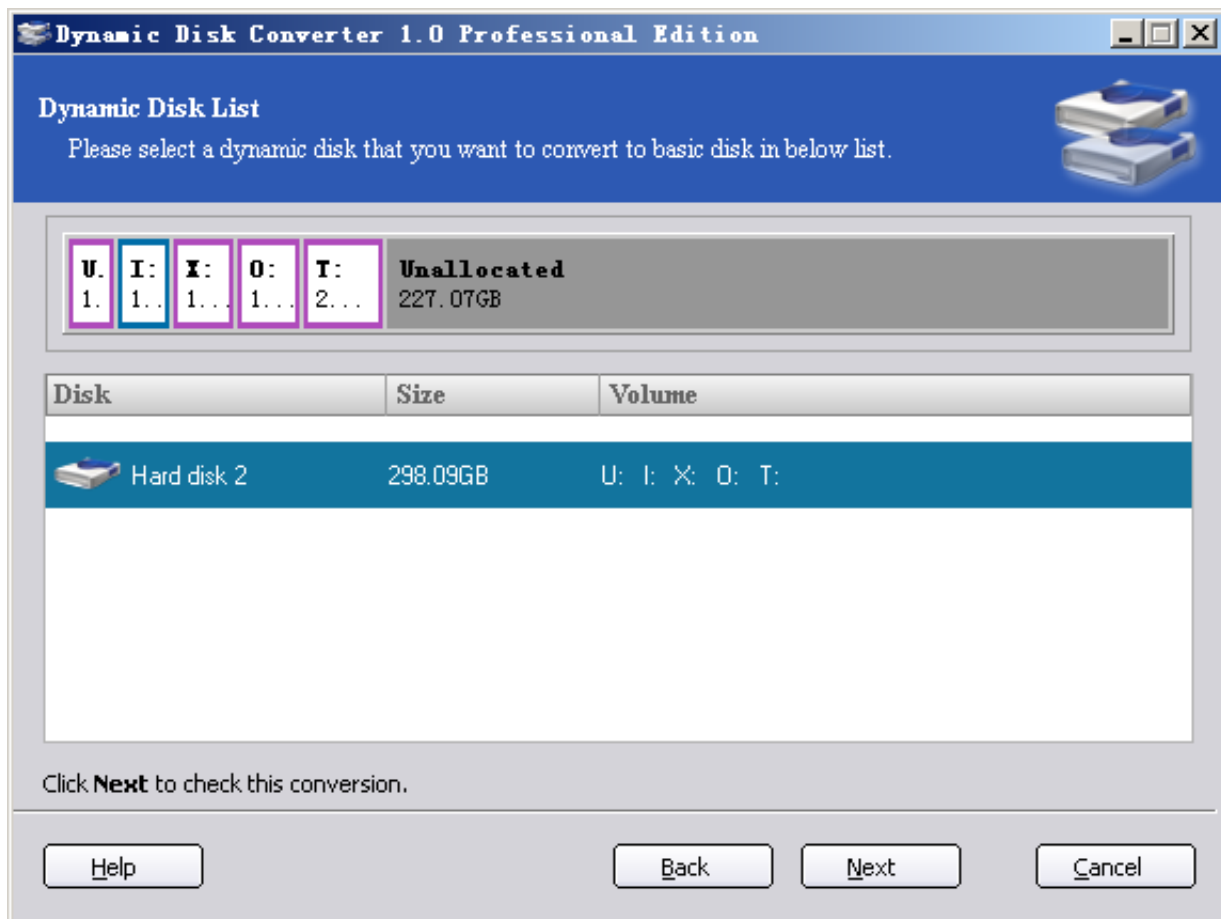 Dynamic Disk Converter 1.0 Professional Edition
Dynamic Disk List
Please select a dynamic disk that you want to convert to basic disk in below list.
U. I: X: O: T: Unallocated
1. 1.. 1... 1... 2... 227.07GB
Disk Size Volume
Hard disk 2 298.09GB U: I: X: O: T:
Click Next to check this conversion.
Help Back Next Cancel